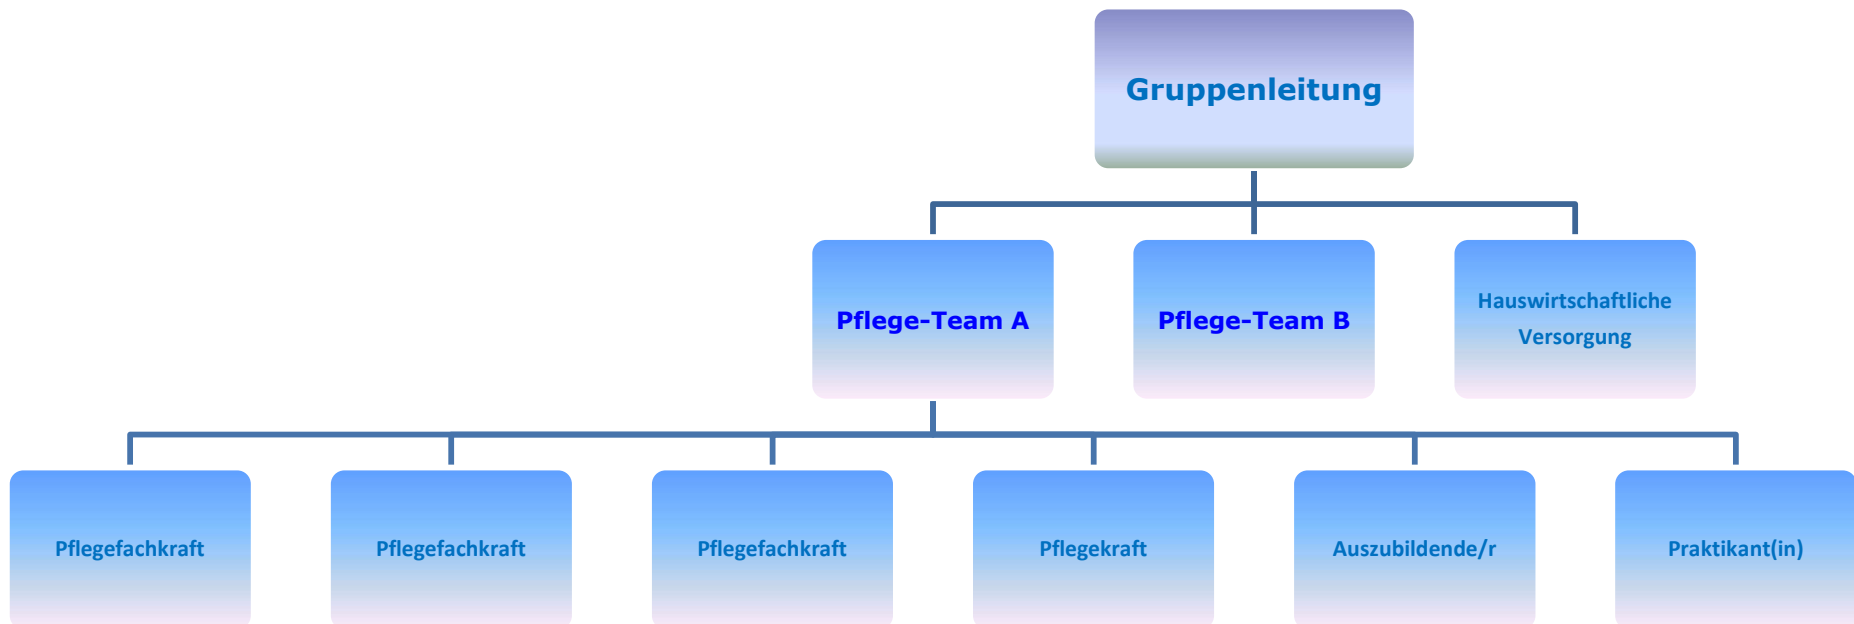 Gruppenleitung
Pflege-Team A
Pflege-Team B
Hauswirtschaftliche
Versorgung
Pflegefachkraft
Pflegefachkraft
Pflegefachkraft
Pflegekraft
Auszubildende/r
Praktikant(in)